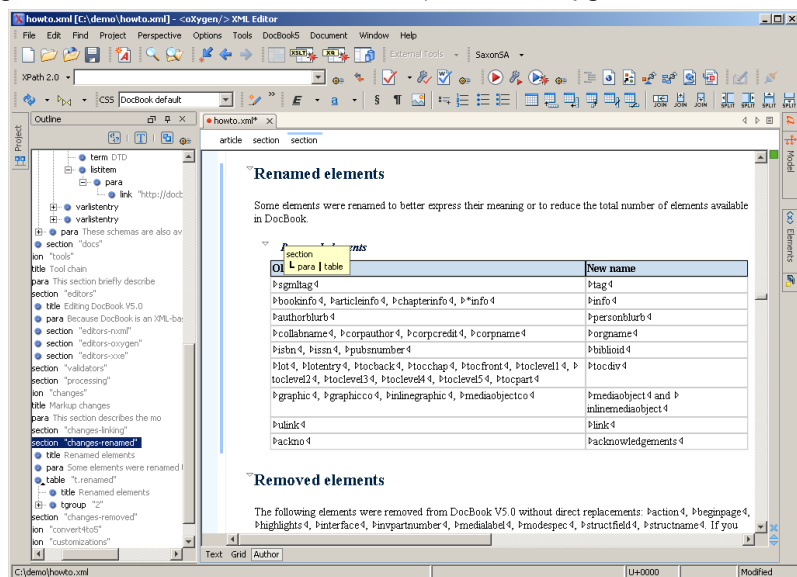 howto.xml [C:\demo\howto.xml] - <oXygen/> XML Editor
File Edit Find Project Perspective Options Tools DocBook5 Document Window Help
External Tools SaxonSA
XPath 2.0
CSS DocBook default
E a § ¶ JOIN JOIN JOIN SPLIT SPLIT SPLIT
Outline
howto.xml*
Project
article section section
term DTD
listitem
para
link "http://docb
varlistentry
varlistentry
para These schemas are also av
section "docs"
ion "tools"
title Tool chain
para This section briefly describe
section "editors"
title Editing DocBook V5.0
para Because DocBook is an XML-ba
section "editors-nxml"
section "editors-oxygen"
section "editors-xxe"
section "validators"
section "processing"
ion "changes"
title Markup changes
para This section describes the mo
section "changes-linking"
section "changes-renamed"
title Renamed elements
para Some elements were renamed
table "t.renamed"
title Renamed elements
tgroup "2"
section "changes-removed"
ion "convert4to5"
ion "customizations"
Renamed elements
Some elements were renamed to better express their meaning or to reduce the total number of elements available
in DocBook.
section
para table
New name
sgmltag tag
bookinfo, articleinfo, chapterinfo, *info info
authorblurb personblurb
collabname, corpauthor, corpcredit, corpname orgname
isbn, issn, pubsnumber biblioid
lot, lotentry, tocback, tocchap, tocfront, toclevel1, tocdiv
toclevel2, toclevel3, toclevel4, toclevel5, tocpart
graphic, graphicco, inlinegraphic, mediaobjectco mediaobject and
inlinemediaobject
ulink link
ackno acknowledgements
Removed elements
The following elements were removed from DocBook V5.0 without direct replacements: action, beginpage,
highlights, interface, invpartnumber, medialabel, modespec, structfield, structname. If you
Model
Elements
Text Grid Author
C:\demo\howto.xml U+0000 Modified